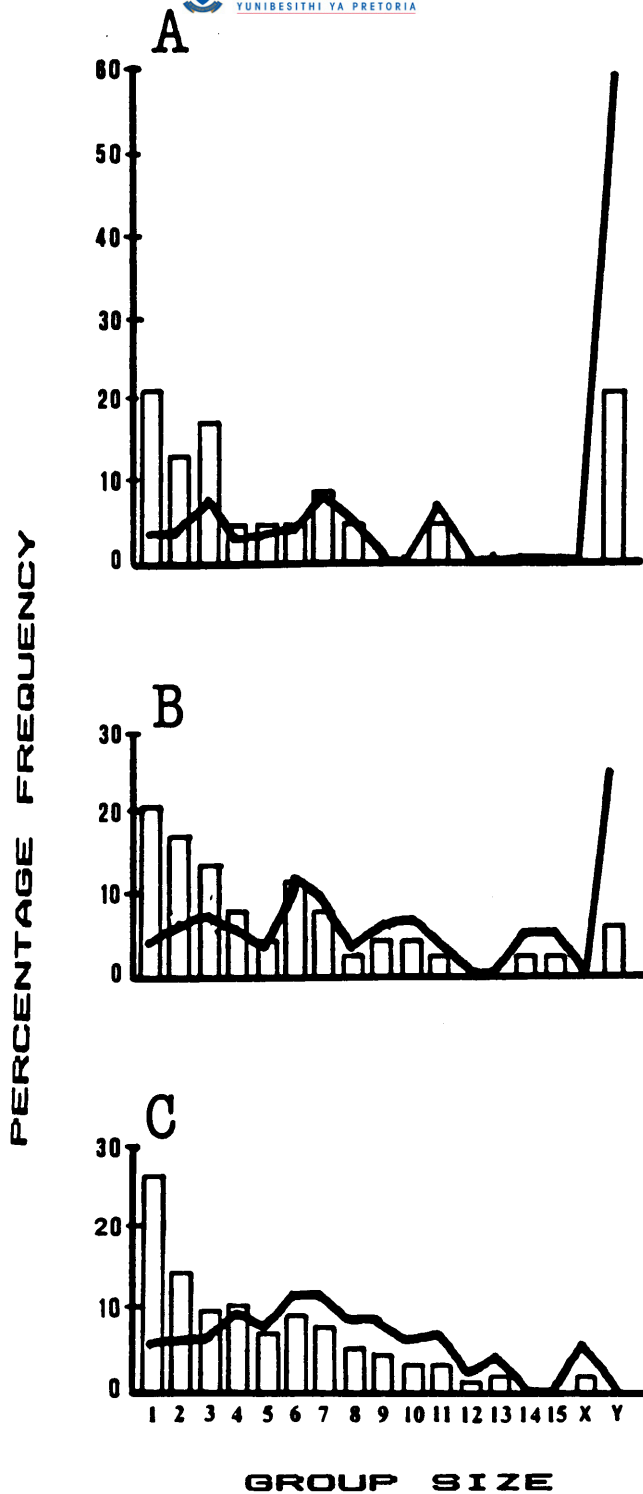 YUNIBESITHI YA PRETORIA
A
60
50
40
30
20
10
0
B
30
20
10
0
C
30
20
10
0
1 2 3 4 5 6 7 8 9 10 11 12 13 14 15 X Y
PERCENTAGE FREQUENCY
GROUP SIZE